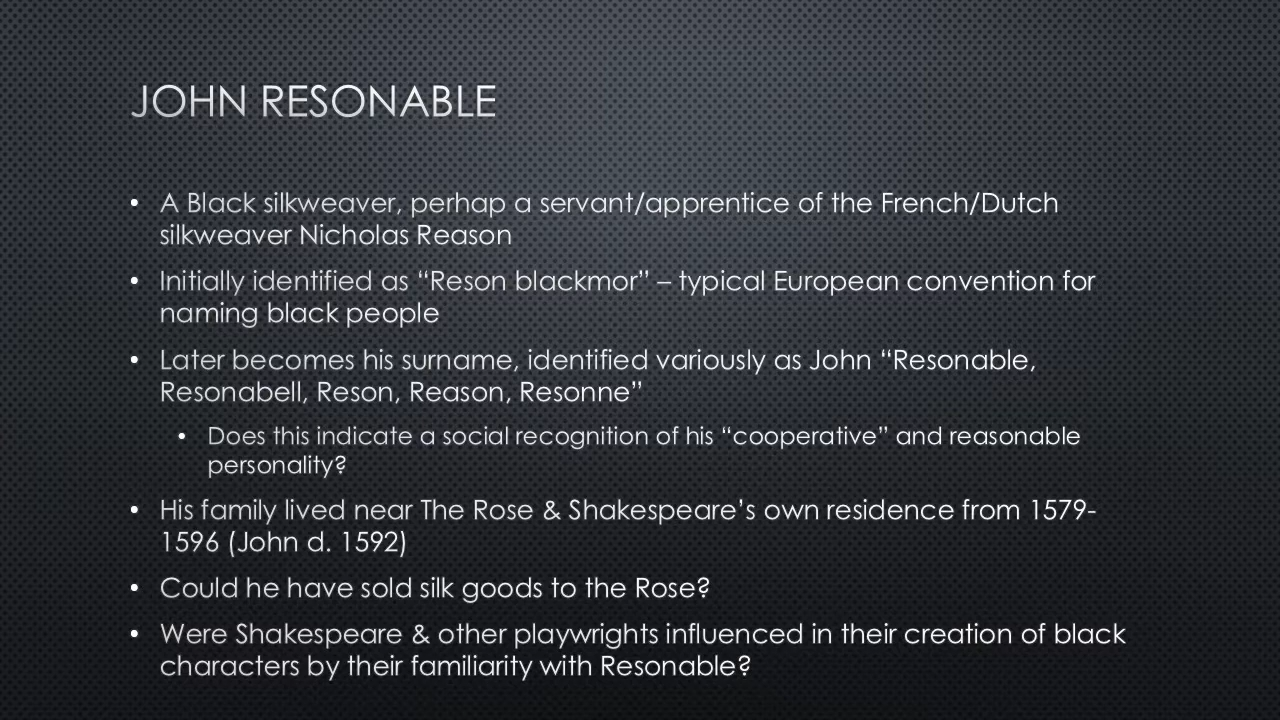 JOHN RESONABLE
• A Black silkweaver, perhap a servant/apprentice of the French/Dutch
silkweaver Nicholas Reason
• Initially identified as “Reson blackmor” – typical European convention for
naming black people
• Later becomes his surname, identified variously as John “Resonable,
Resonabell, Reson, Reason, Resonne”
• Does this indicate a social recognition of his “cooperative” and reasonable
personality?
• His family lived near The Rose & Shakespeare’s own residence from 1579-
1596 (John d. 1592)
• Could he have sold silk goods to the Rose?
• Were Shakespeare & other playwrights influenced in their creation of black
characters by their familiarity with Resonable?